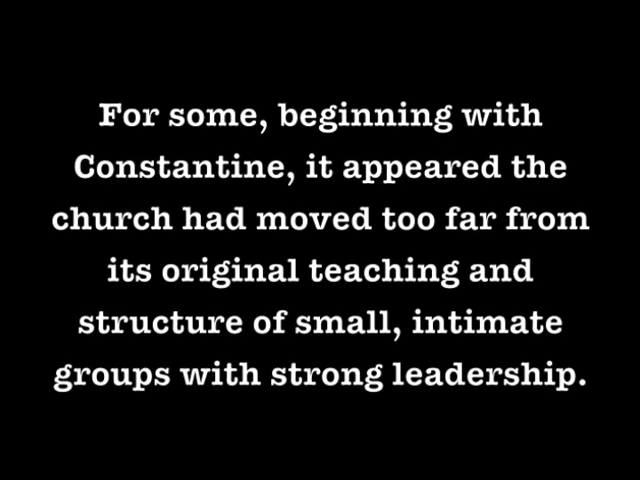 For some, beginning with
Constantine, it appeared the
church had moved too far from
its original teaching and
structure of small, intimate
groups with strong leadership.